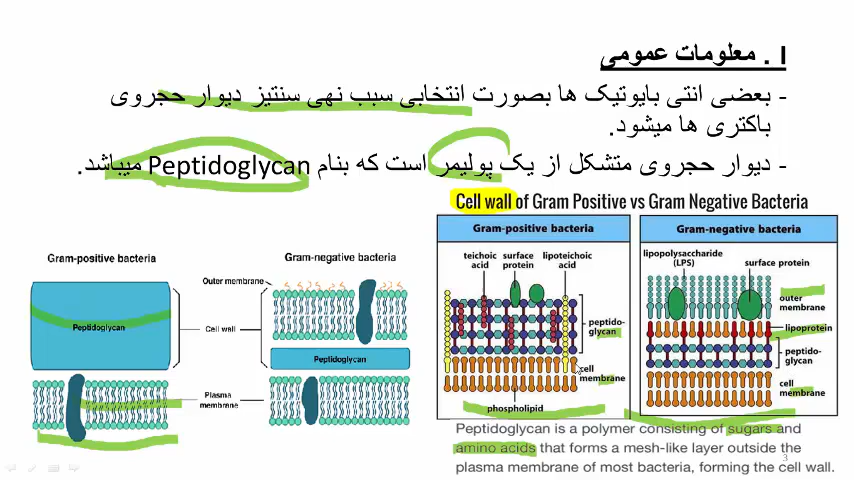 I . معلومات عمومی
- بعضی انتی بایوتیک ها بصورت انتخابی سبب نهی سنتیز دیوار حجروی
باکتری ها میشود.
- دیوار حجروی متشکل از یک پولیمر است که بنام Peptidoglycan میباشد.
Cell wall of Gram Positive vs Gram Negative Bacteria
Gram-positive bacteria
Gram-negative bacteria
Outer membrane
Peptidoglycan
Cell wall
Peptidoglycan
Plasma
membrane
Gram-positive bacteria
teichoic
acid
surface
protein
lipoteichoic
acid
peptido-
glycan
cell
membrane
phospholipid
Gram-negative bacteria
lipopolysaccharide
(LPS)
surface protein
outer
membrane
lipoprotein
peptido-
glycan
cell
membrane
Peptidoglycan is a polymer consisting of sugars and
amino acids that forms a mesh-like layer outside the
plasma membrane of most bacteria, forming the cell wall.
3